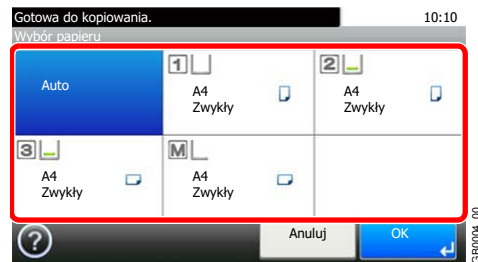 Gotowa do kopiowania. 10:10
Wybór papieru
Auto
1
A4
Zwykły
2
A4
Zwykły
3
A4
Zwykły
M
A4
Zwykły
?
Anuluj
OK
GB0004_00